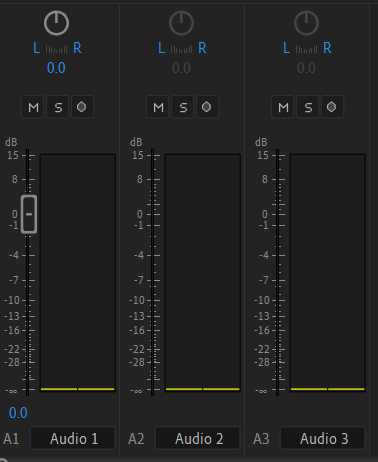 L R L R L R
0.0 0.0 0.0
M S M S M S
dB dB dB
15 15 15
8 8 8
0 0 0
-1 -1 -1
-4 -4 -4
-7 -7 -7
-10 -10 -10
-13 -13 -13
-16 -16 -16
-22 -22 -22
-28 -28 -28
-∞ -∞ -∞
0.0
A1 Audio 1 A2 Audio 2 A3 Audio 3